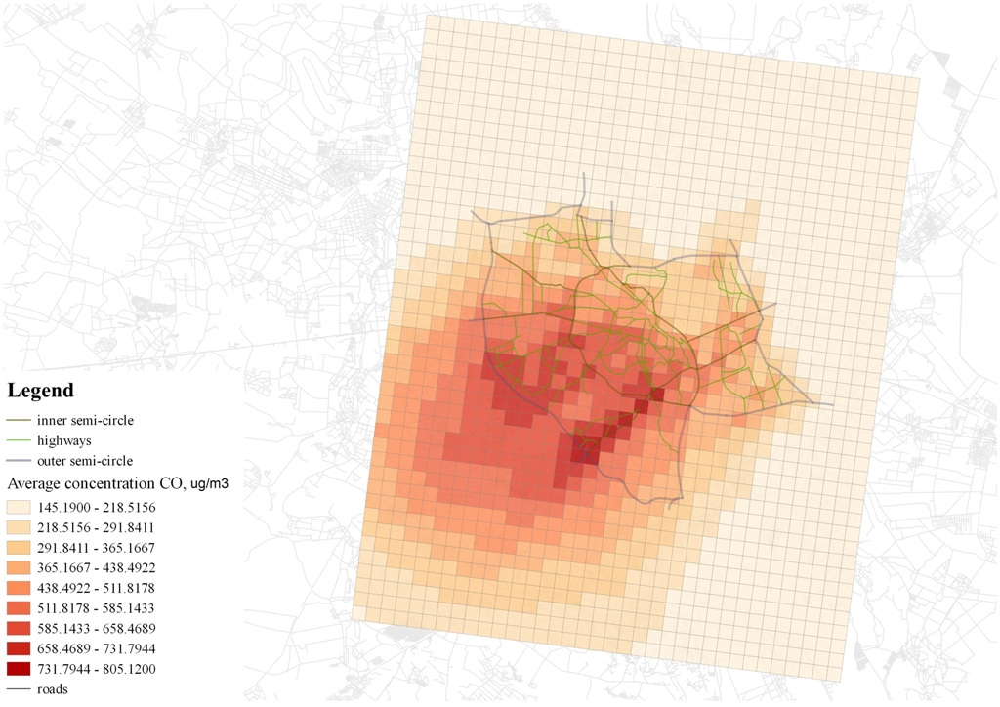 Legend
inner semi-circle
highways
outer semi-circle
Average concentration CO, ug/m3
145.1900 - 218.5156
218.5156 - 291.8411
291.8411 - 365.1667
365.1667 - 438.4922
438.4922 - 511.8178
511.8178 - 585.1433
585.1433 - 658.4689
658.4689 - 731.7944
731.7944 - 805.1200
roads